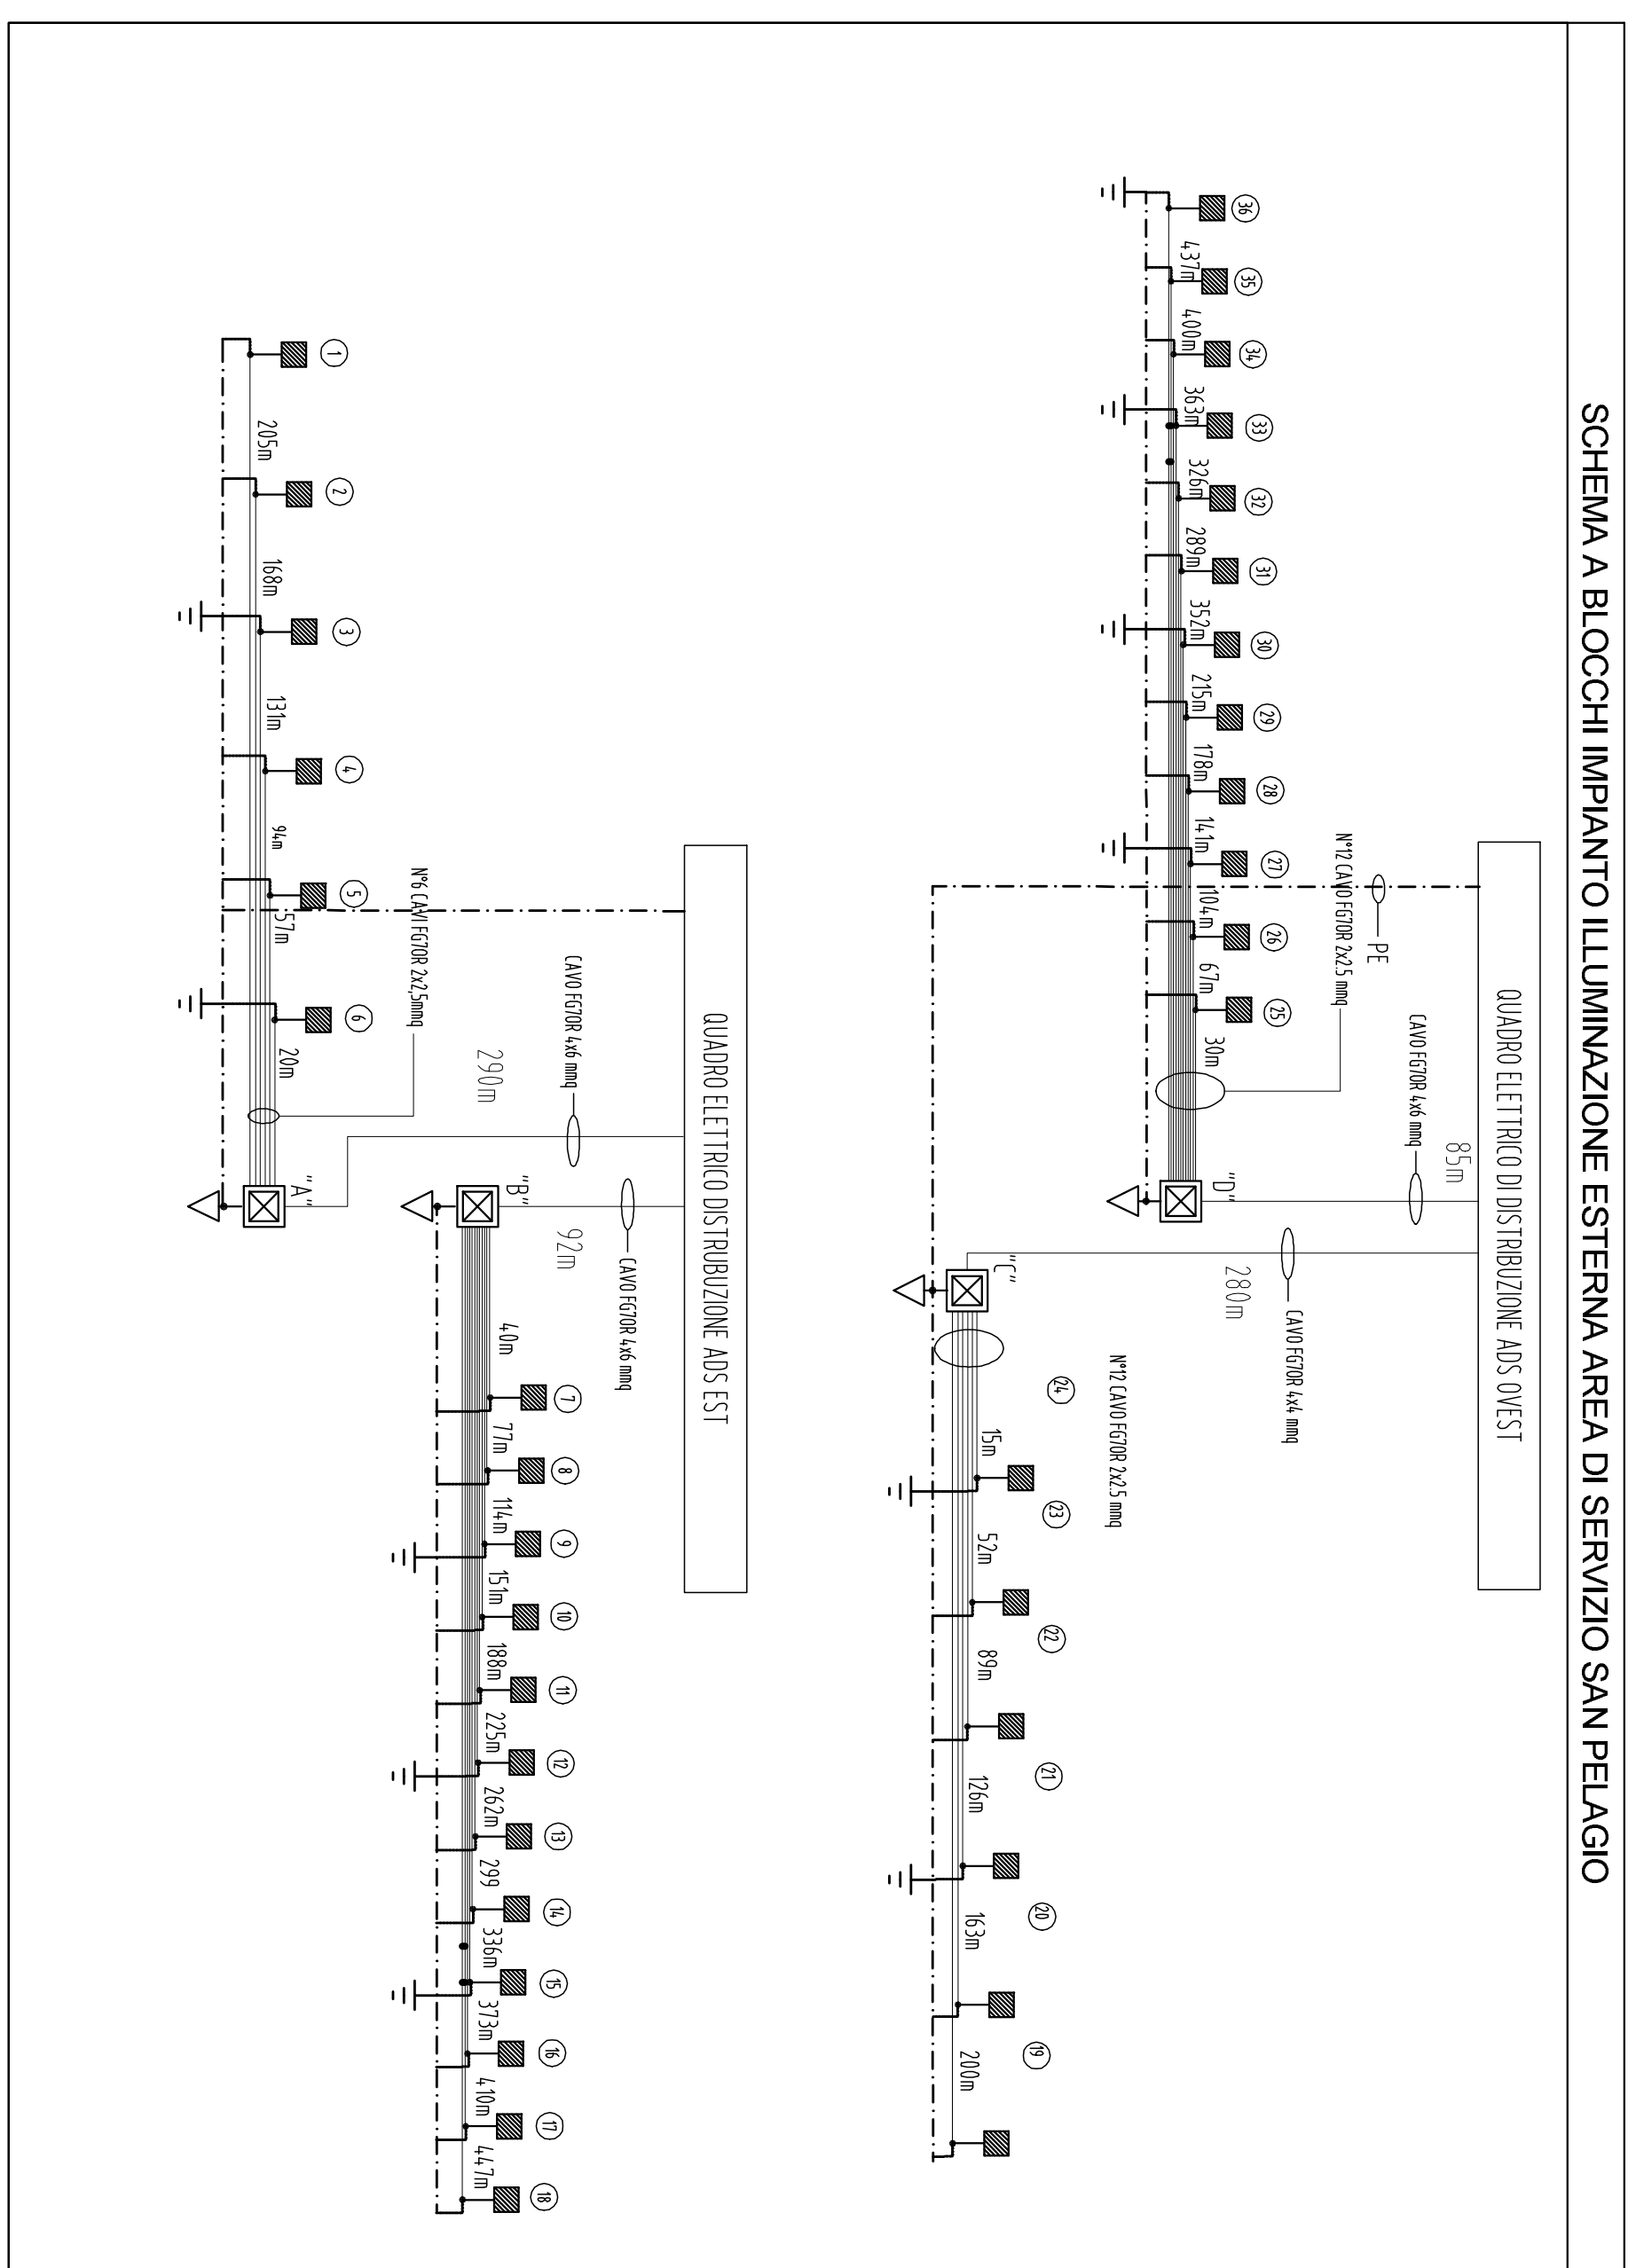 SCHEMA A BLOCCHI IMPIANTO ILLUMINAZIONE ESTERNA AREA DI SERVIZIO SAN PELAGIO
QUADRO ELETTRICO DI DISTRIBUZIONE ADS OVEST
85m
CAVO FG7OR 4x6 mmq
PE
N°12 CAVO FG7OR 2x2.5 mmq
"D"
280m
CAVO FG7OR 4x4 mmq
36
35
34
33
32
31
30
29
28
27
26
25
437m
400m
363m
326m
289m
352m
215m
178m
141m
104m
67m
30m
"C"
N°12 CAVO FG7OR 2x2.5 mmq
24
23
22
21
20
19
15m
52m
89m
126m
163m
200m
QUADRO ELETTRICO DISTRUBUZIONE ADS EST
CAVO FG7OR 4x6 mmq
CAVO FG7OR 4x6 mmq
290m
92m
N°6 CAVI FG7OR 2x2,5mmq
"B"
7
8
9
10
11
12
13
14
15
16
17
18
40m
77m
114m
151m
188m
225m
262m
299
336m
373m
410m
447m
1
2
3
4
5
6
205m
168m
131m
94m
57m
20m
"A"